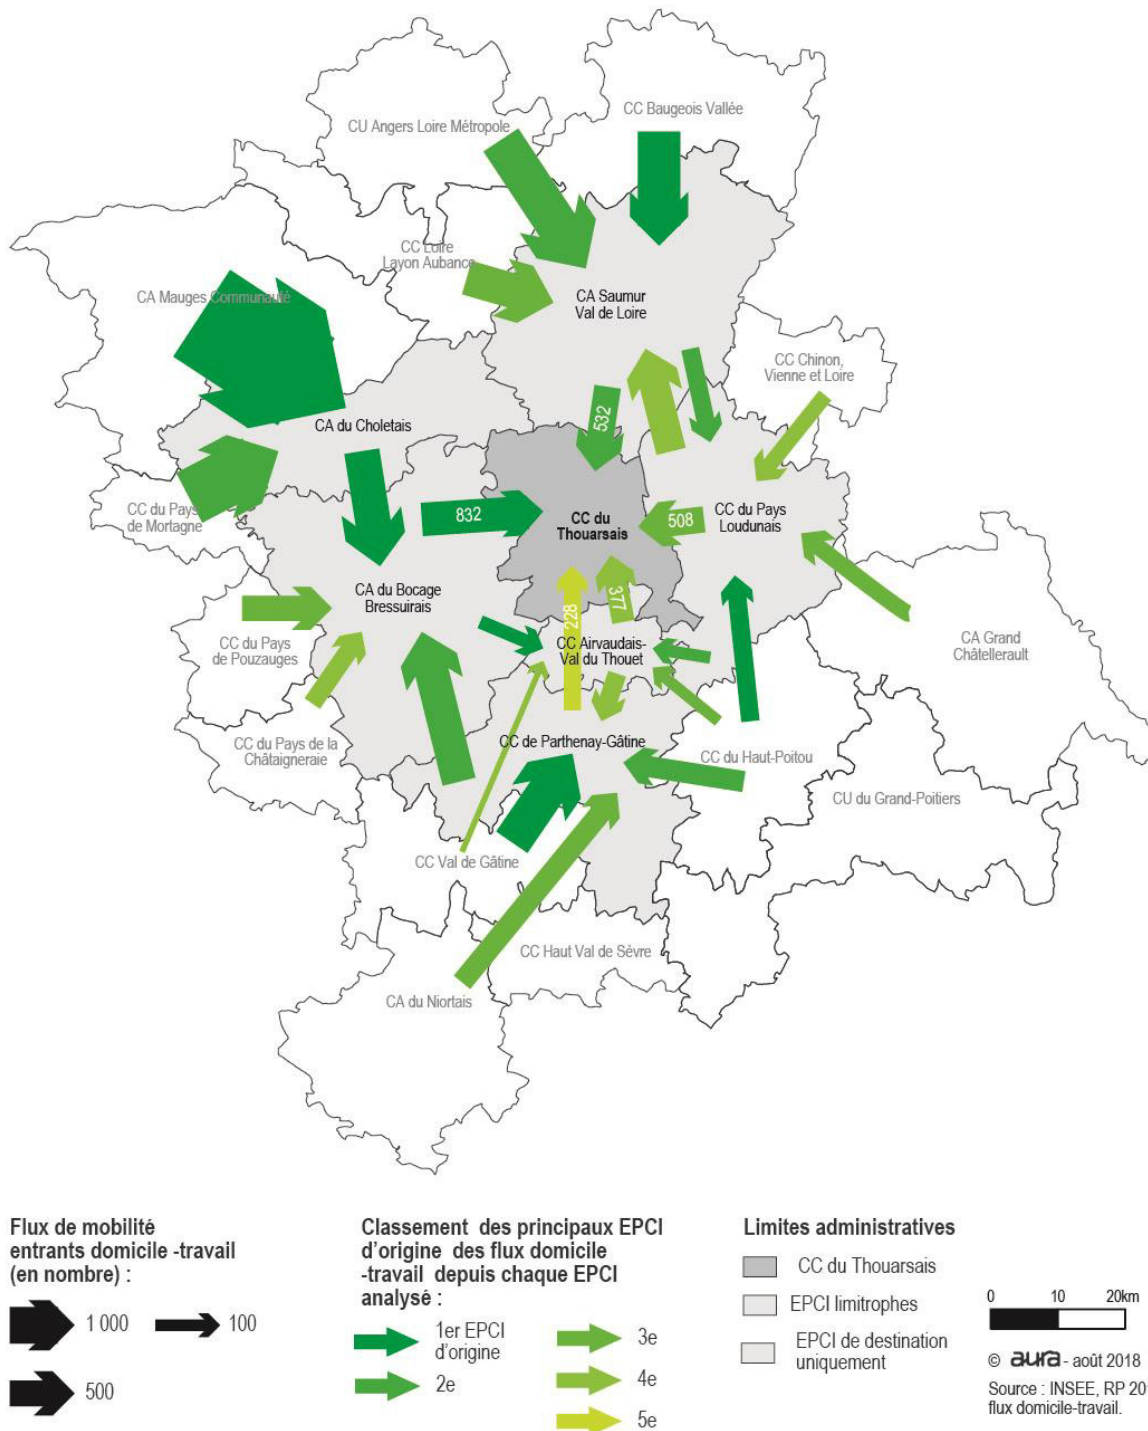 CC Baugeois Vallée
CU Angers Loire Métropole
CC Loire
Layon Aubance
CA Mauges Communauté
CA Saumur
Val de Loire
CC Chinon,
Vienne et Loire
CA du Choletais
532
CC du Pays
de Mortagne
832
CC du
Thouarsais
508
CC du Pays
Loudunais
CA du Bocage
Bressuirais
377
228
CC du Pays
de Pouzauges
CC Airvaudais-
Val du Thouet
CA Grand
Châtellerault
CC du Pays de la
Châtaigneraie
CC de Parthenay-Gâtine
CC du Haut-Poitou
CU du Grand-Poitiers
CC Val de Gâtine
CC Haut Val de Sèvre
CA du Niortais
Flux de mobilité
entrants domicile -travail
(en nombre) :
1 000
100
500
Classement des principaux EPCI
d'origine des flux domicile
-travail depuis chaque EPCI
analysé :
1er EPCI
d'origine
2e
3e
4e
5e
Limites administratives
CC du Thouarsais
EPCI limitrophes
EPCI de destination
uniquement
0 10 20km
© aura - août 2018
Source : INSEE, RP 20
flux domicile-travail.